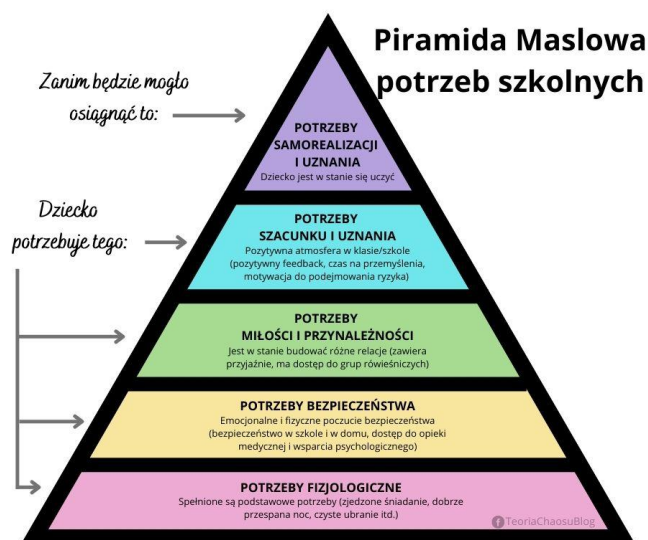 Piramida Maslowa
potrzeb szkolnych
Zanim będzie mogło
osiągnąć to:
POTRZEBY
SAMOREALIZACJI
I UZNANIA
Dziecko jest w stanie się uczyć
Dziecko
potrzebuje tego:
POTRZEBY
SZACUNKU I UZNANIA
Pozytywna atmosfera w klasie/szkole
(pozytywny feedback, czas na przemyślenia,
motywacja do podejmowania ryzyka)
POTRZEBY
MIŁOŚCI I PRZYNALEŻNOŚCI
Jest w stanie budować różne relacje (zawiera
przyjaźnie, ma dostęp do grup rówieśniczych)
POTRZEBY BEZPIECZEŃSTWA
Emocjonalne i fizyczne poczucie bezpieczeństwa
(bezpieczeństwo w szkole i w domu, dostęp do opieki
medycznej i wsparcia psychologicznego)
POTRZEBY FIZJOLOGICZNE
Spełnione są podstawowe potrzeby (zjedzone śniadanie, dobrze
przespana noc, czyste ubranie itd.)
TeoriaChaosuBlog